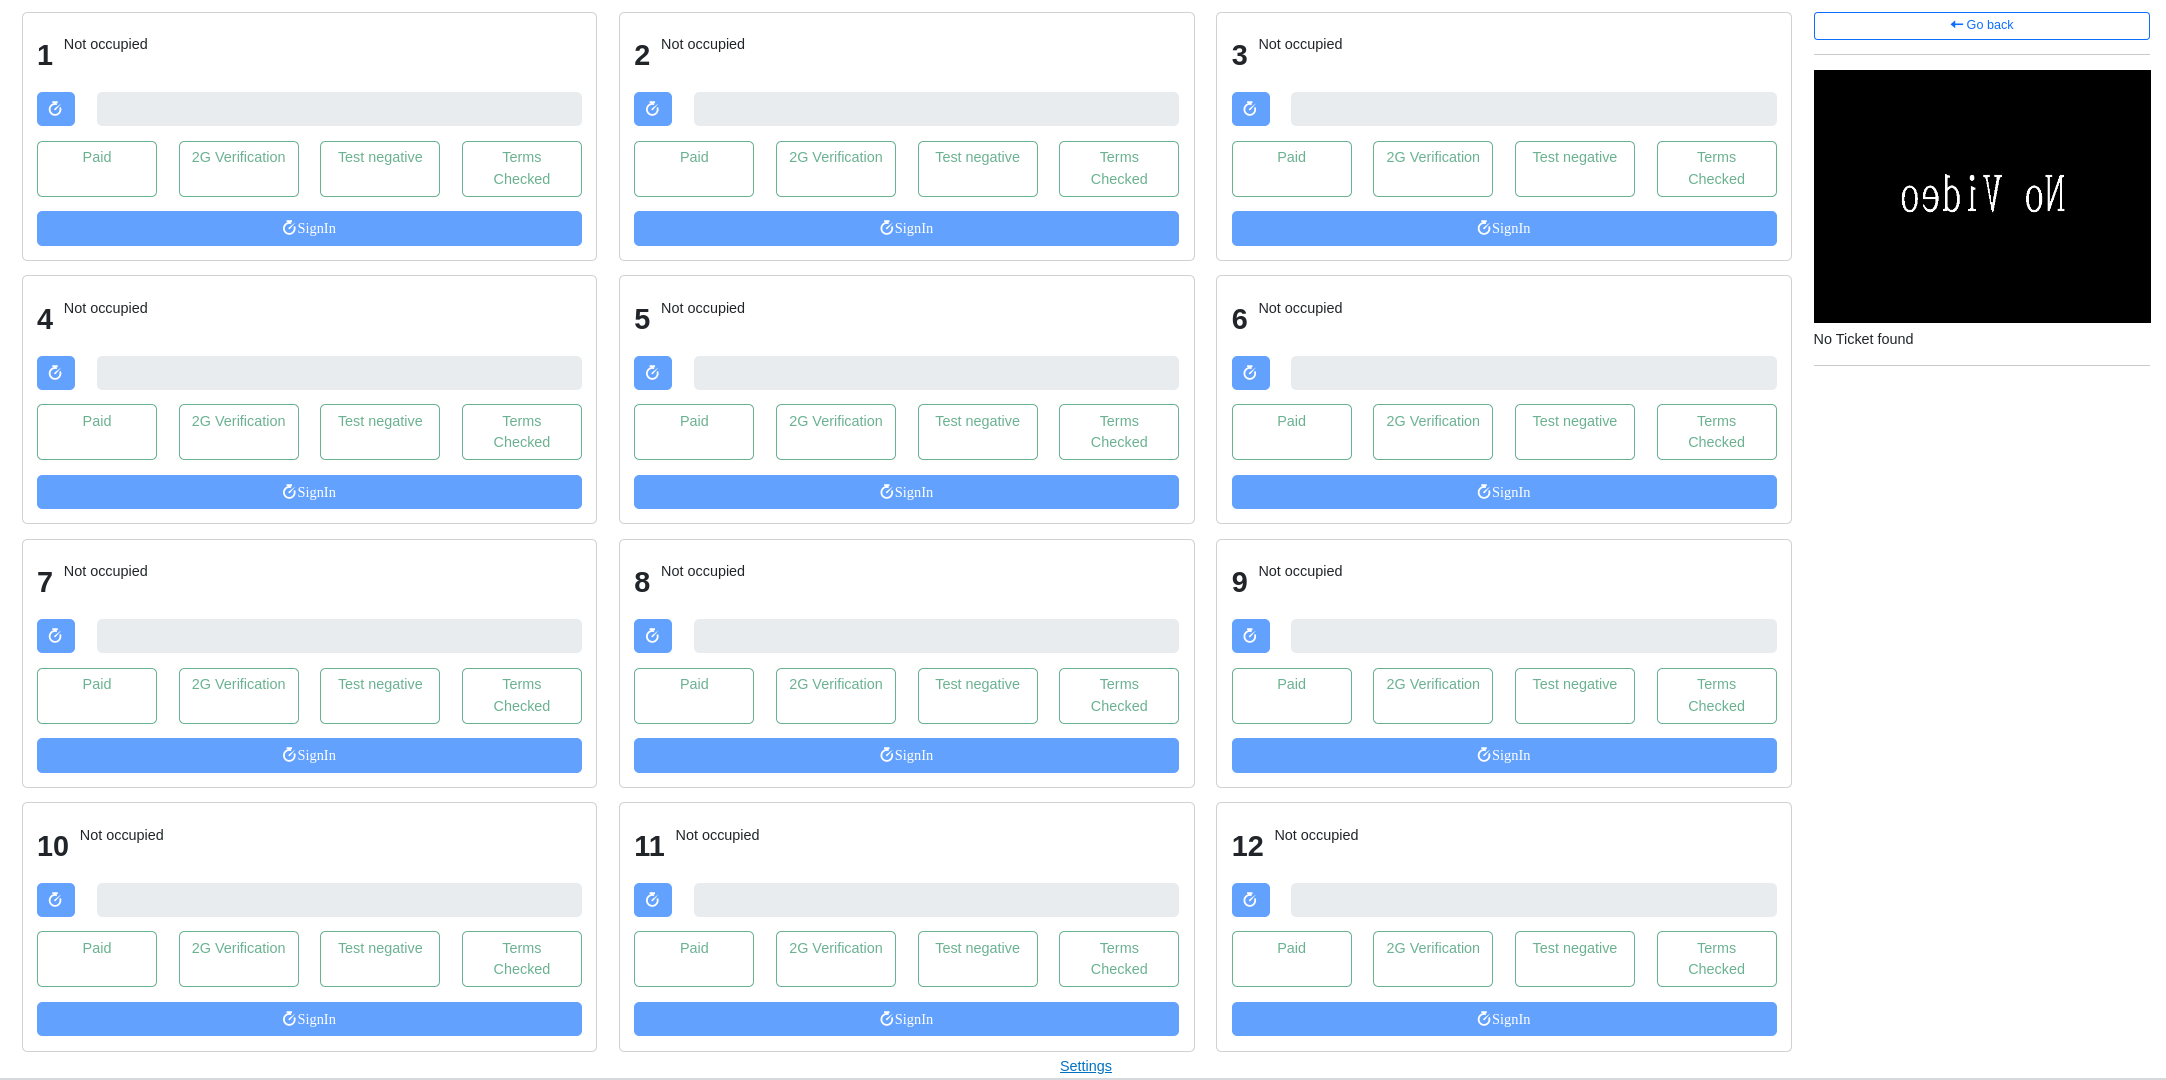 1 Not occupied
Paid 2G Verification Test negative Terms Checked
SignIn
2 Not occupied
Paid 2G Verification Test negative Terms Checked
SignIn
3 Not occupied
Paid 2G Verification Test negative Terms Checked
SignIn
4 Not occupied
Paid 2G Verification Test negative Terms Checked
SignIn
5 Not occupied
Paid 2G Verification Test negative Terms Checked
SignIn
6 Not occupied
Paid 2G Verification Test negative Terms Checked
SignIn
7 Not occupied
Paid 2G Verification Test negative Terms Checked
SignIn
8 Not occupied
Paid 2G Verification Test negative Terms Checked
SignIn
9 Not occupied
Paid 2G Verification Test negative Terms Checked
SignIn
10 Not occupied
Paid 2G Verification Test negative Terms Checked
SignIn
11 Not occupied
Paid 2G Verification Test negative Terms Checked
SignIn
12 Not occupied
Paid 2G Verification Test negative Terms Checked
SignIn
Go back
No Video
No Ticket found
Settings